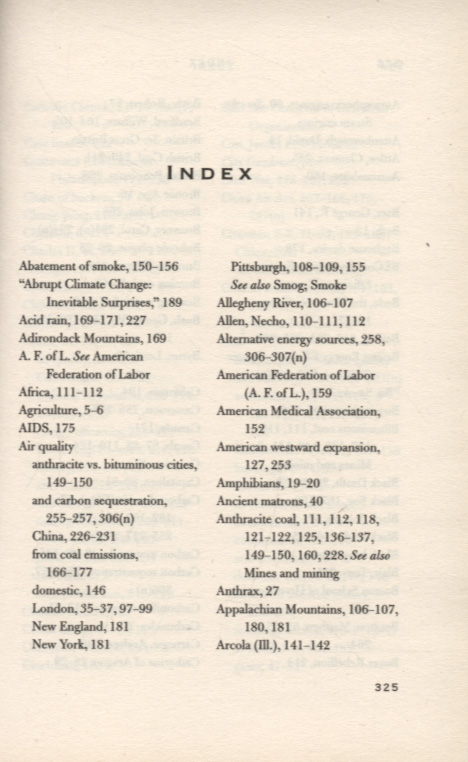 INDEX
Abatement of smoke, 150–156
“Abrupt Climate Change:
Inevitable Surprises,” 189
Acid rain, 169–171, 227
Adirondack Mountains, 169
A. F. of L. See American
Federation of Labor
Africa, 111–112
Agriculture, 5–6
AIDS, 175
Air quality
anthracite vs. bituminous cities,
149–150
and carbon sequestration,
255–257, 306(n)
China, 226–231
from coal emissions,
166–177
domestic, 146
London, 35–37, 97–99
New England, 181
New York, 181
Pittsburgh, 108–109, 155
See also Smog; Smoke
Allegheny River, 106–107
Allen, Necho, 110–111, 112
Alternative energy sources, 258,
306–307(n)
American Federation of Labor
(A. F. of L.), 159
American Medical Association,
152
American westward expansion,
127, 253
Amphibians, 19–20
Ancient matrons, 40
Anthracite coal, 111, 112, 118,
121–122, 125, 136–137,
149–150, 160, 228. See also
Mines and mining
Anthrax, 27
Appalachian Mountains, 106–107,
180, 181
Arcola (Ill.), 141–142
325